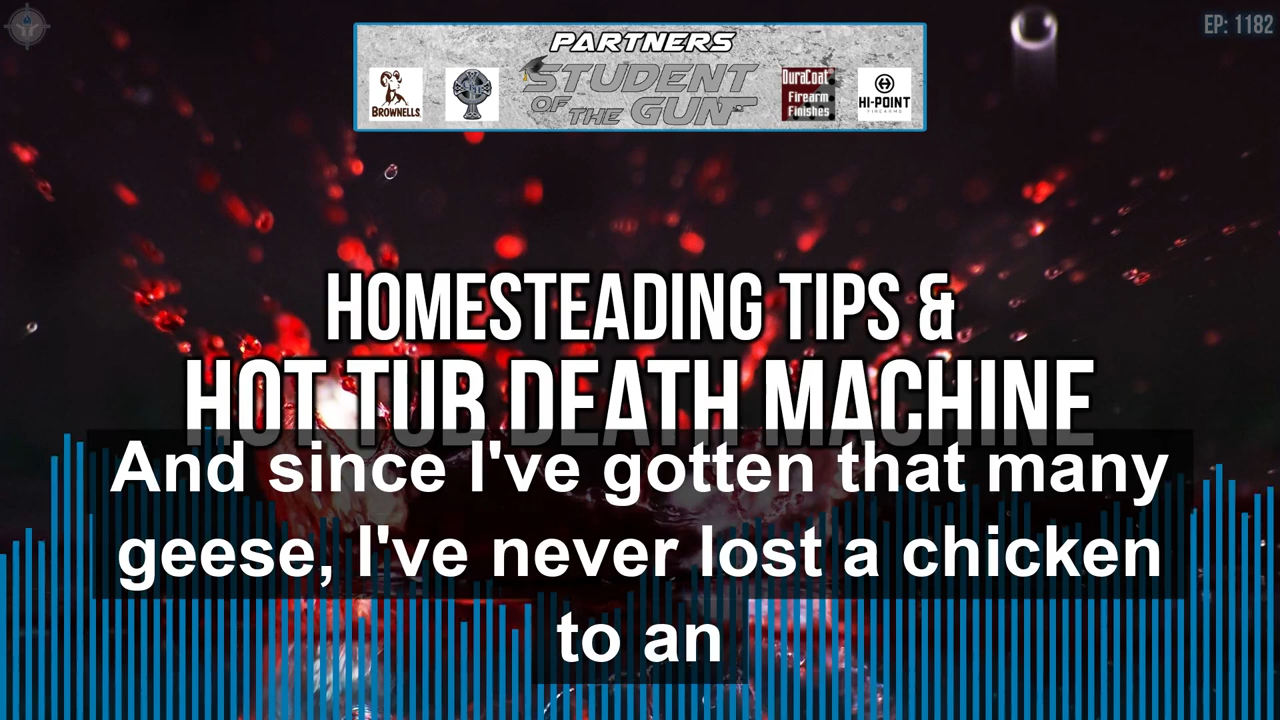 EP: 1182
PARTNERS
STUDENT
OF THE GUN
BROWNELLS
DuraCoat
Firearm
Finishes
HI-POINT
FIREARMS
HOMESTEADING TIPS &
HOT TUB DEATH MACHINE
And since I've gotten that many
geese, I've never lost a chicken
to an